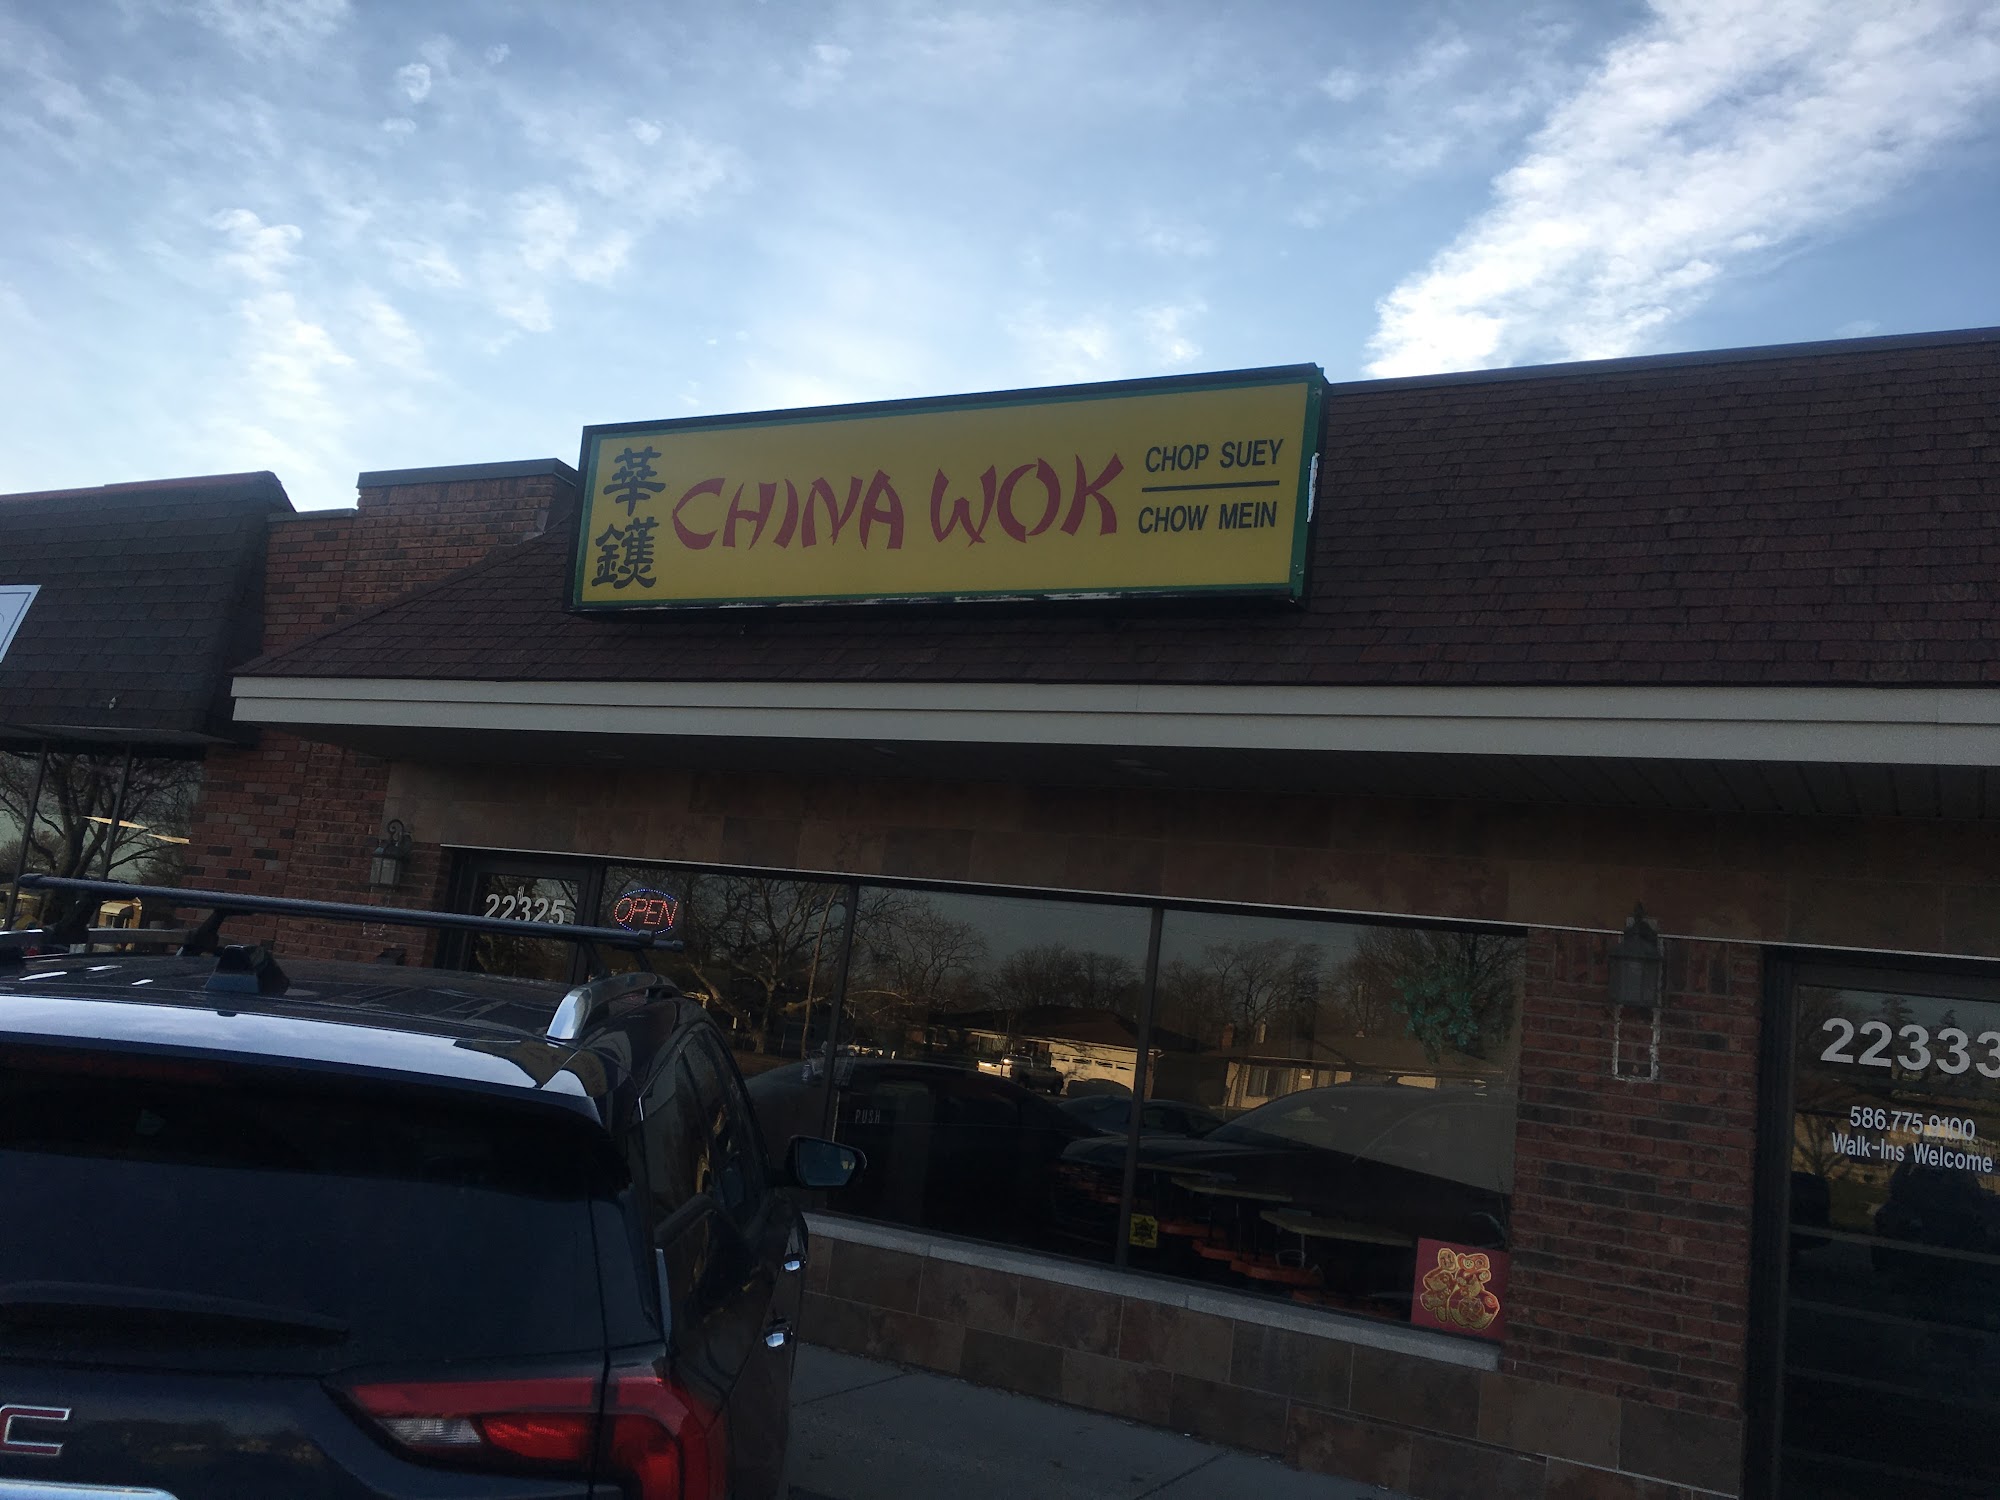 華鑊
CHINA WOK
CHOP SUEY
CHOW MEIN
22325
OPEN
PUSH
22333
586.775.9100
Walk-Ins Welcome
C